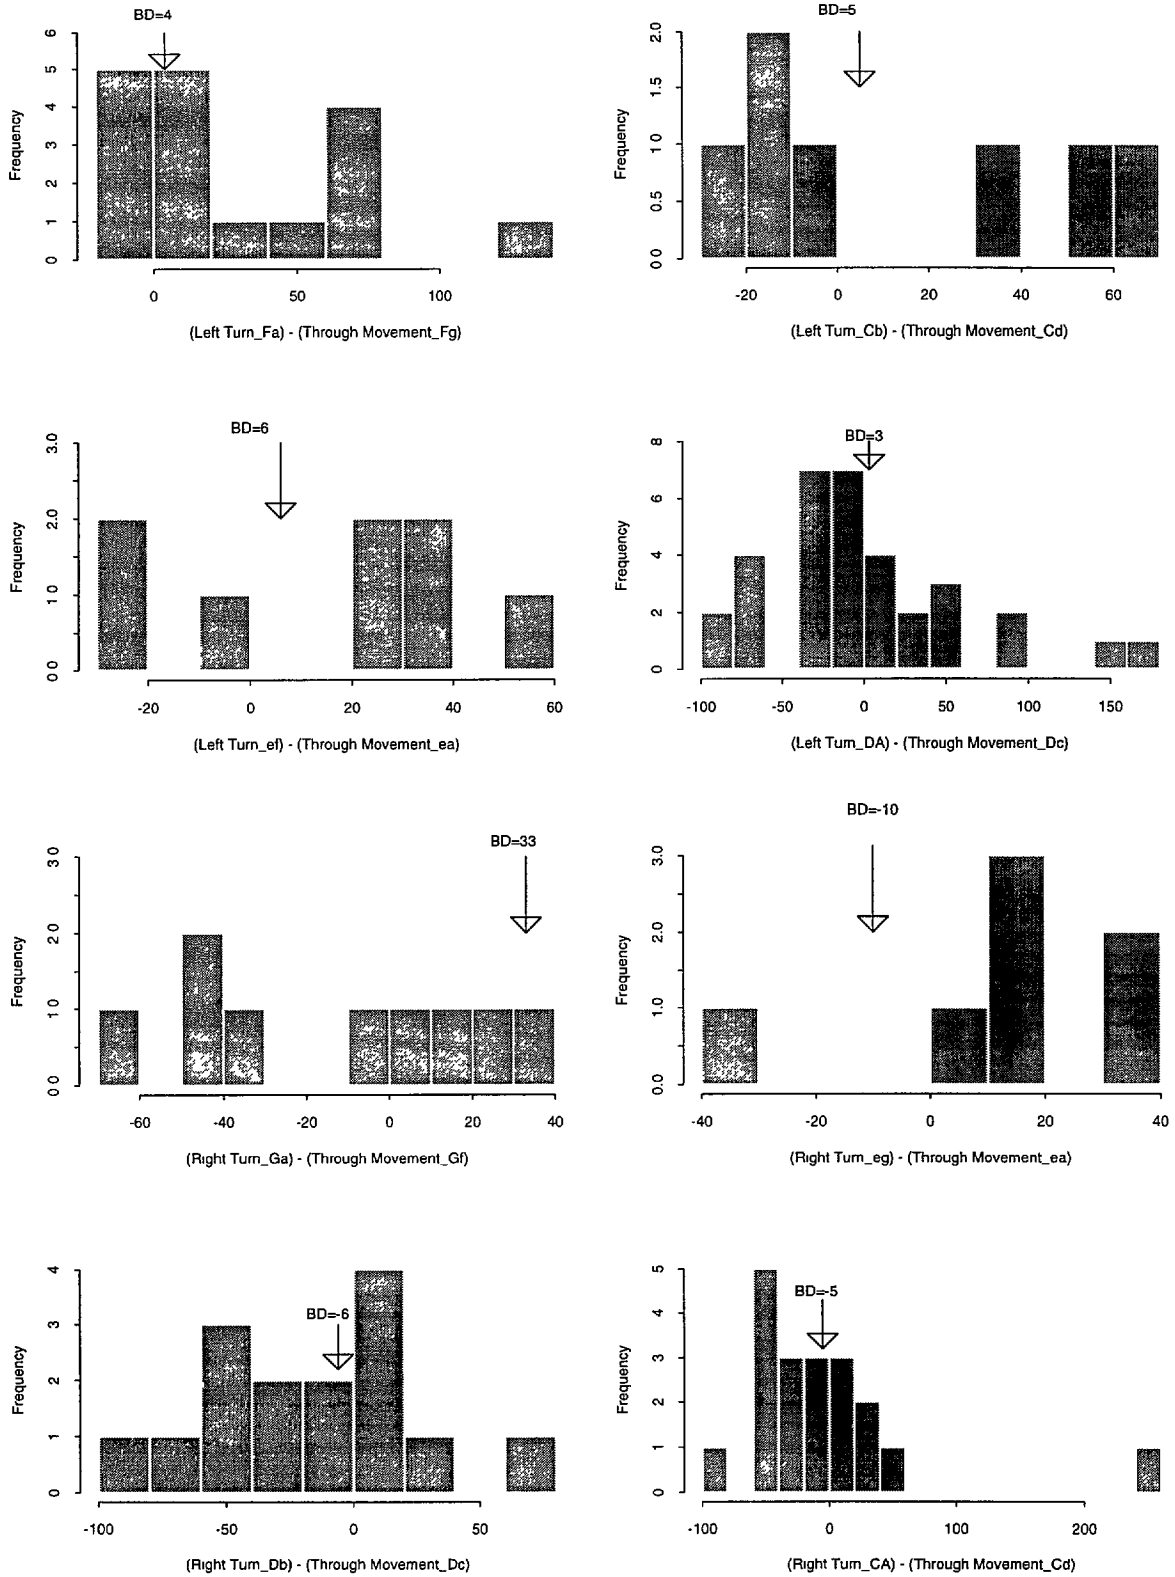 BD=4
6
5
4
3
2
1
0
Frequency
0 50 100
(Left Turn_Fa) - (Through Movement_Fg)
BD=5
2.0
1.5
1.0
0.5
0 0
Frequency
-20 0 20 40 60
(Left Turn_Cb) - (Through Movement_Cd)
BD=6
3.0
2.0
1 0
0 0
Frequency
-20 0 20 40 60
(Left Turn_ef) - (Through Movement_ea)
BD=3
8
6
4
2
0
Frequency
-100 -50 0 50 100 150
(Left Turn_DA) - (Through Movement_Dc)
BD=33
3 0
2.0
1 0
0 0
Frequency
-60 -40 -20 0 20 40
(Right Turn_Ga) - (Through Movement_Gf)
BD=-10
3.0
2.0
1.0
0.0
Frequency
-40 -20 0 20 40
(Right Turn_eg) - (Through Movement_ea)
BD=-6
4
3
2
1
0
Frequency
-100 -50 0 50
(Right Turn_Db) - (Through Movement_Dc)
BD=-5
5
4
3
2
1
0
Frequency
-100 0 100 200
(Right Turn_CA) - (Through Movement_Cd)